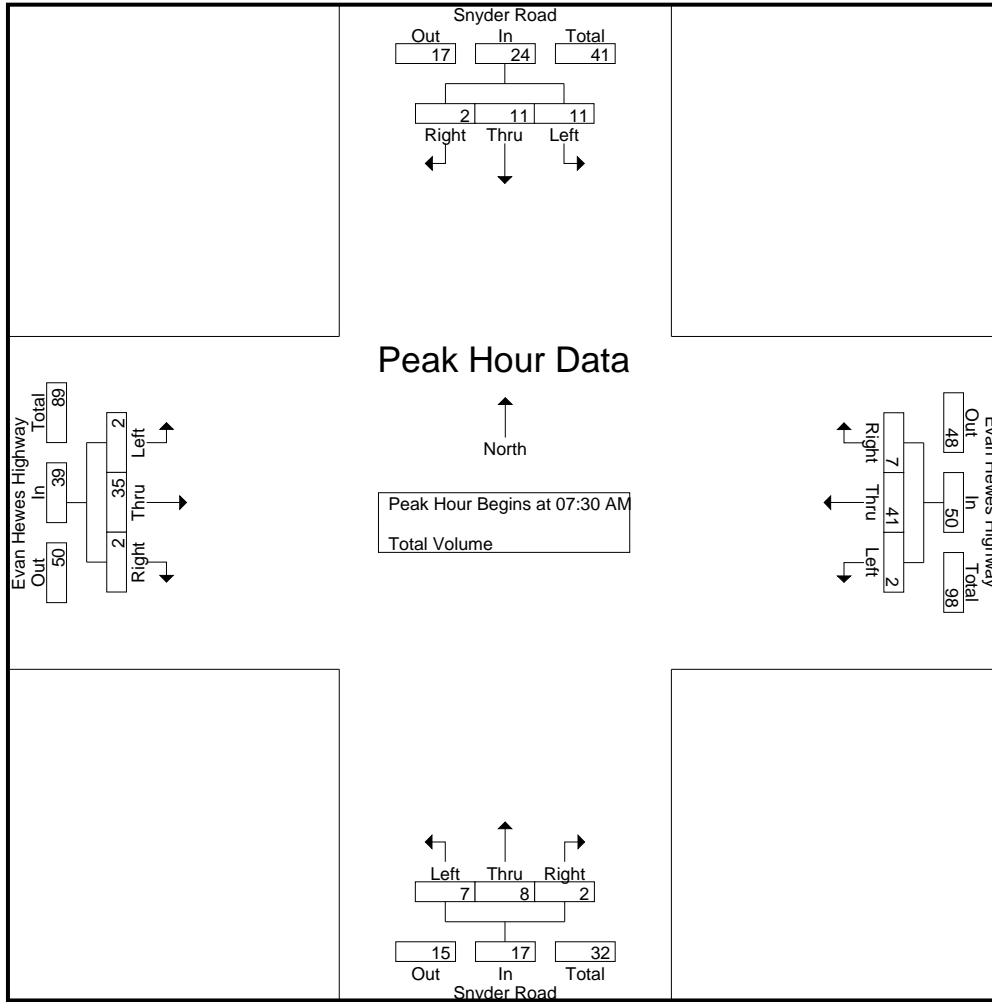 Snyder Road
Out In Total
17 24 41
2 11 11
Right Thru Left
Peak Hour Data
North
Peak Hour Begins at 07:30 AM
Total Volume
Evan Hewes Highway
Out In Total
50 39 89
2 35 2
Left Thru Right
Evan Hewes Highway
Out In Total
48 50 98
7 41 2
Right Thru Left
Left Thru Right
7 8 2
15 17 32
Out In Total
Snyder Road